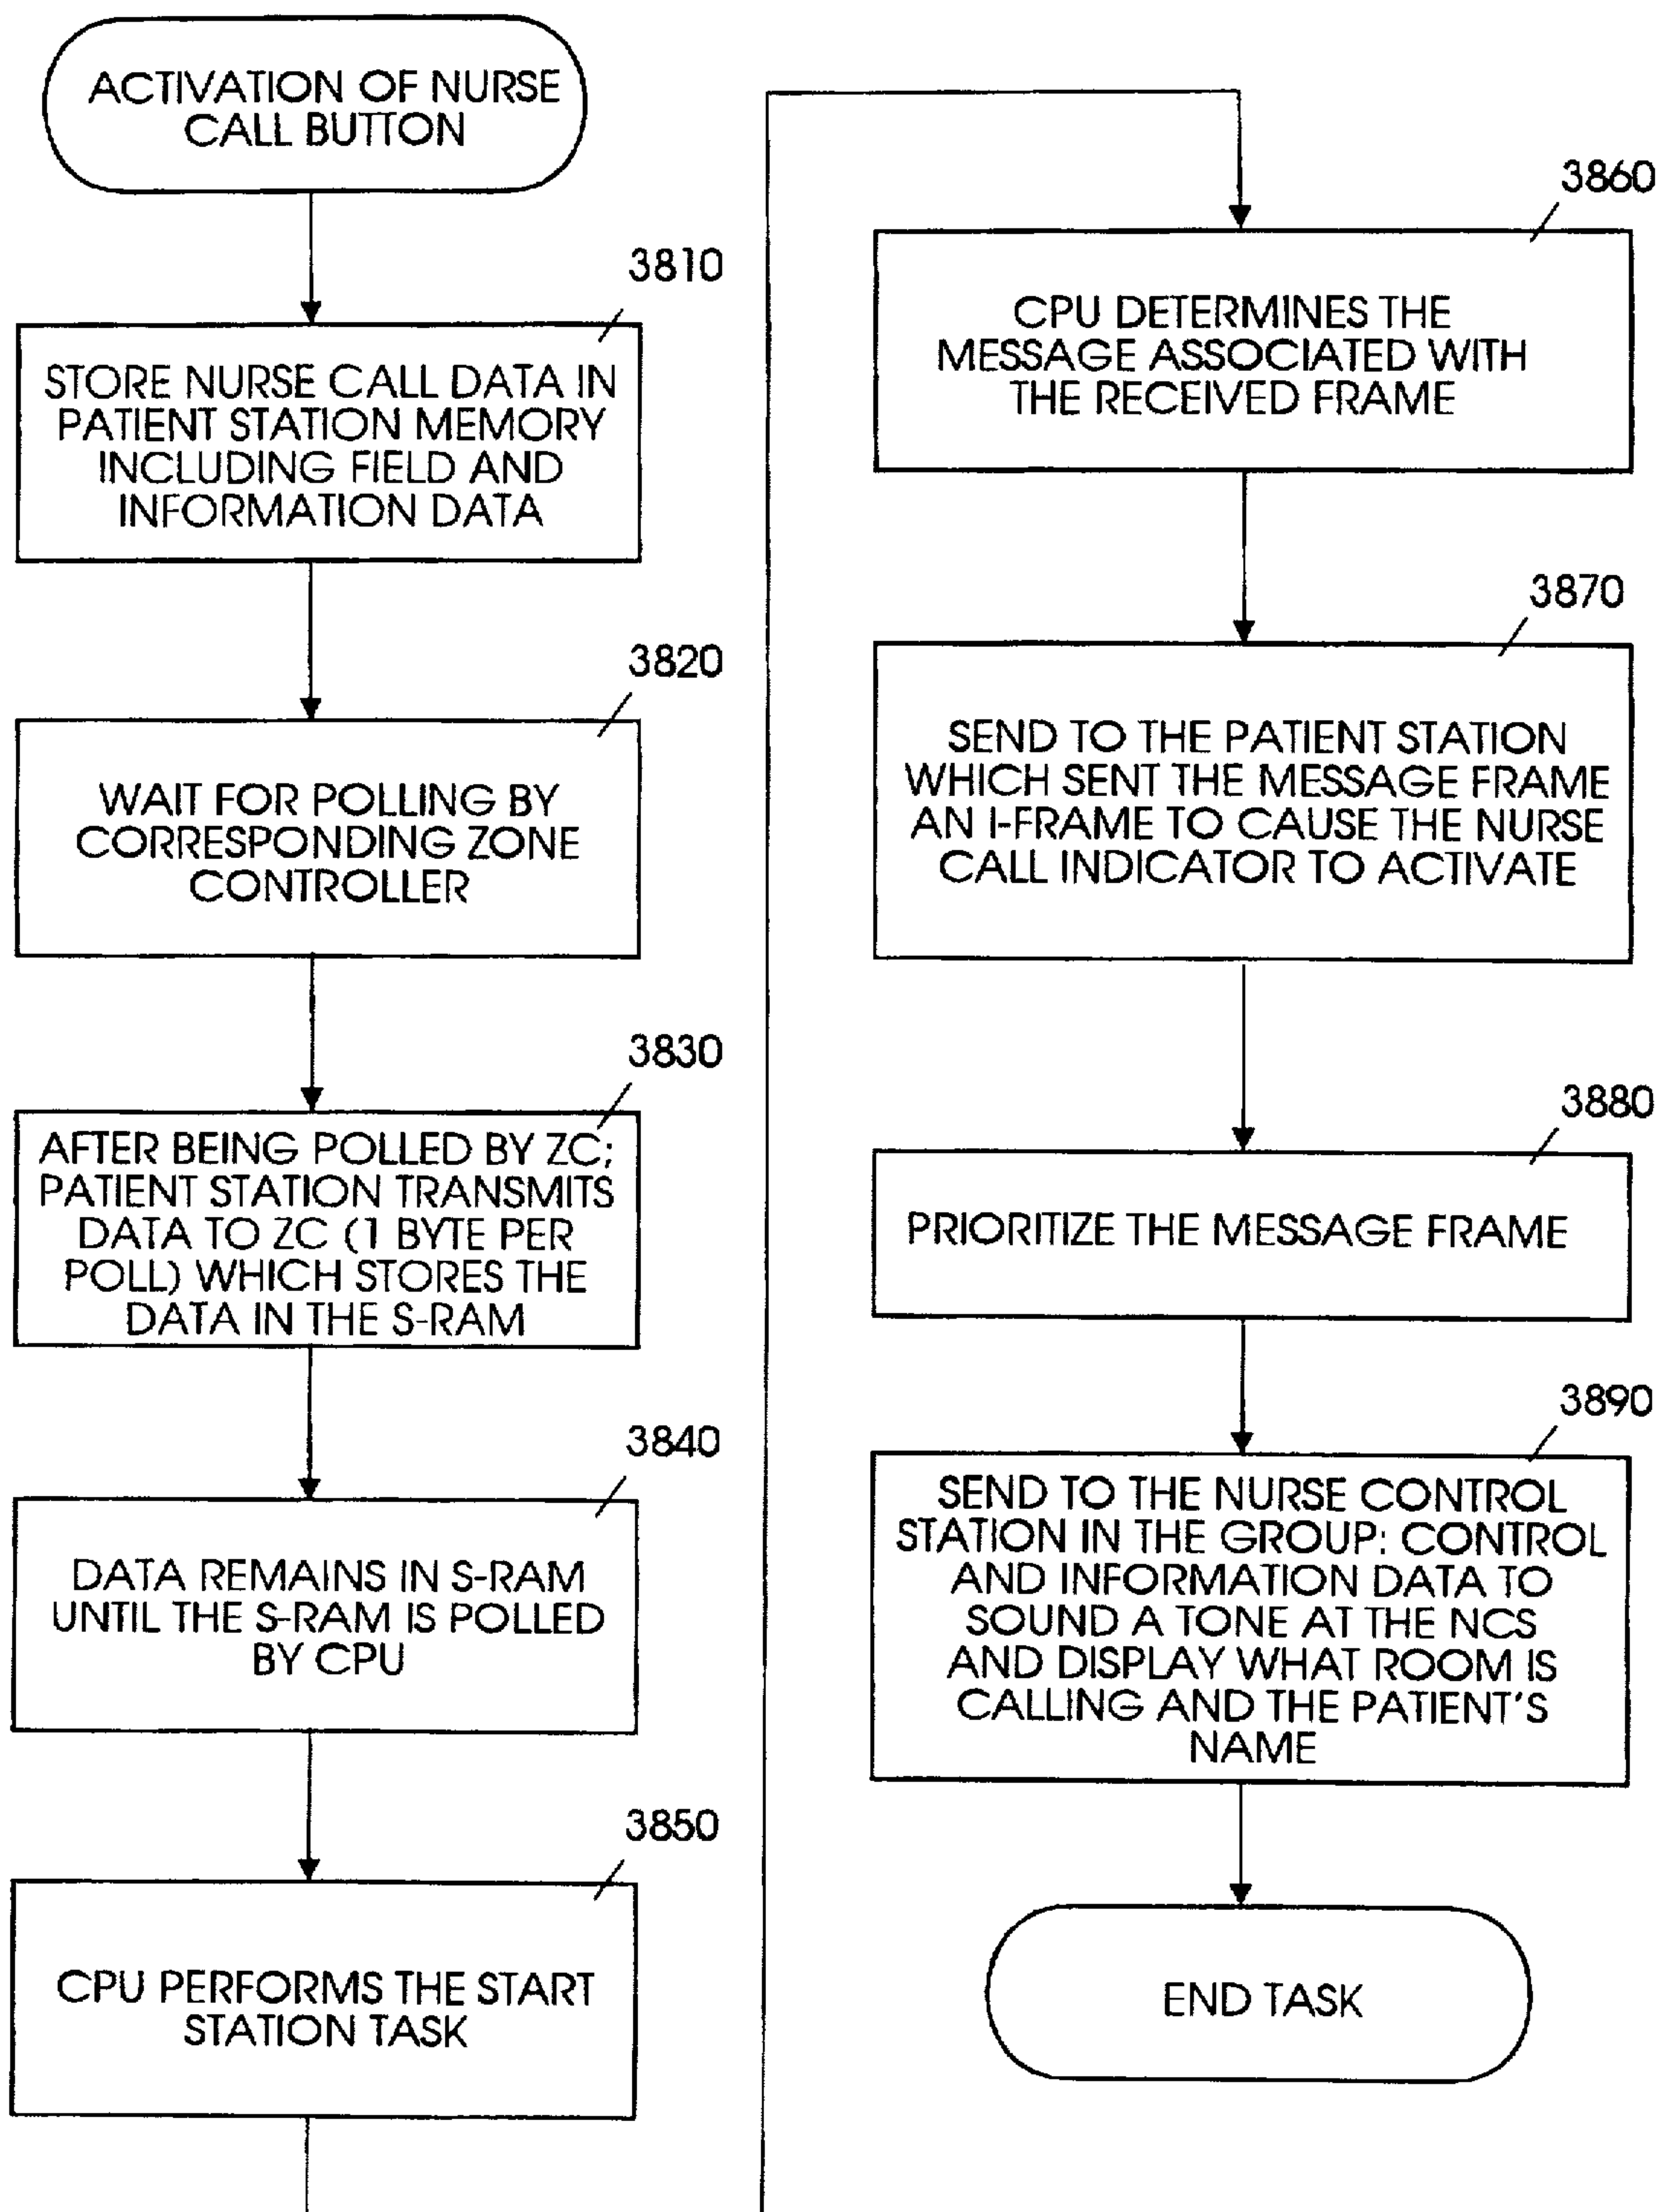 ACTIVATION OF NURSE
CALL BUTTON
3810
STORE NURSE CALL DATA IN
PATIENT STATION MEMORY
INCLUDING FIELD AND
INFORMATION DATA
3820
WAIT FOR POLLING BY
CORRESPONDING ZONE
CONTROLLER
3830
AFTER BEING POLLED BY ZC;
PATIENT STATION TRANSMITS
DATA TO ZC (1 BYTE PER
POLL) WHICH STORES THE
DATA IN THE S-RAM
3840
DATA REMAINS IN S-RAM
UNTIL THE S-RAM IS POLLED
BY CPU
3850
CPU PERFORMS THE START
STATION TASK
3860
CPU DETERMINES THE
MESSAGE ASSOCIATED WITH
THE RECEIVED FRAME
3870
SEND TO THE PATIENT STATION
WHICH SENT THE MESSAGE FRAME
AN I-FRAME TO CAUSE THE NURSE
CALL INDICATOR TO ACTIVATE
3880
PRIORITIZE THE MESSAGE FRAME
3890
SEND TO THE NURSE CONTROL
STATION IN THE GROUP: CONTROL
AND INFORMATION DATA TO
SOUND A TONE AT THE NCS
AND DISPLAY WHAT ROOM IS
CALLING AND THE PATIENT'S
NAME
END TASK